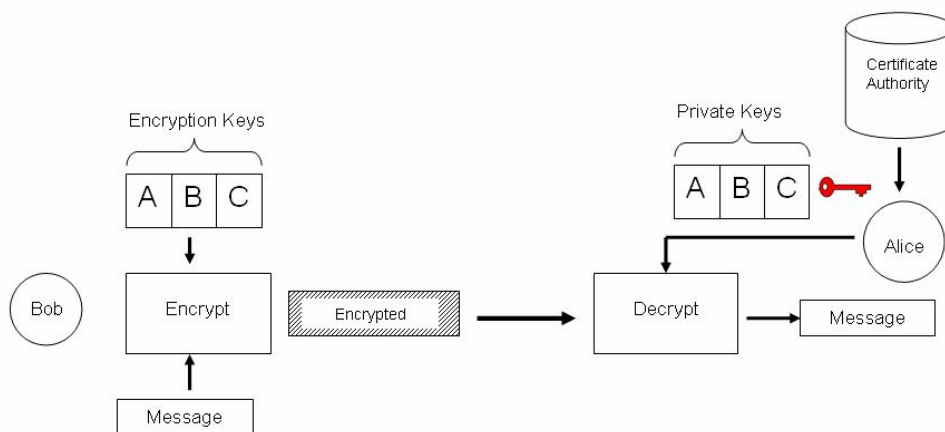 Certificate
Authority
Encryption Keys
Private Keys
A B C
A B C
Alice
Bob
Encrypt
Encrypted
Decrypt
Message
Message